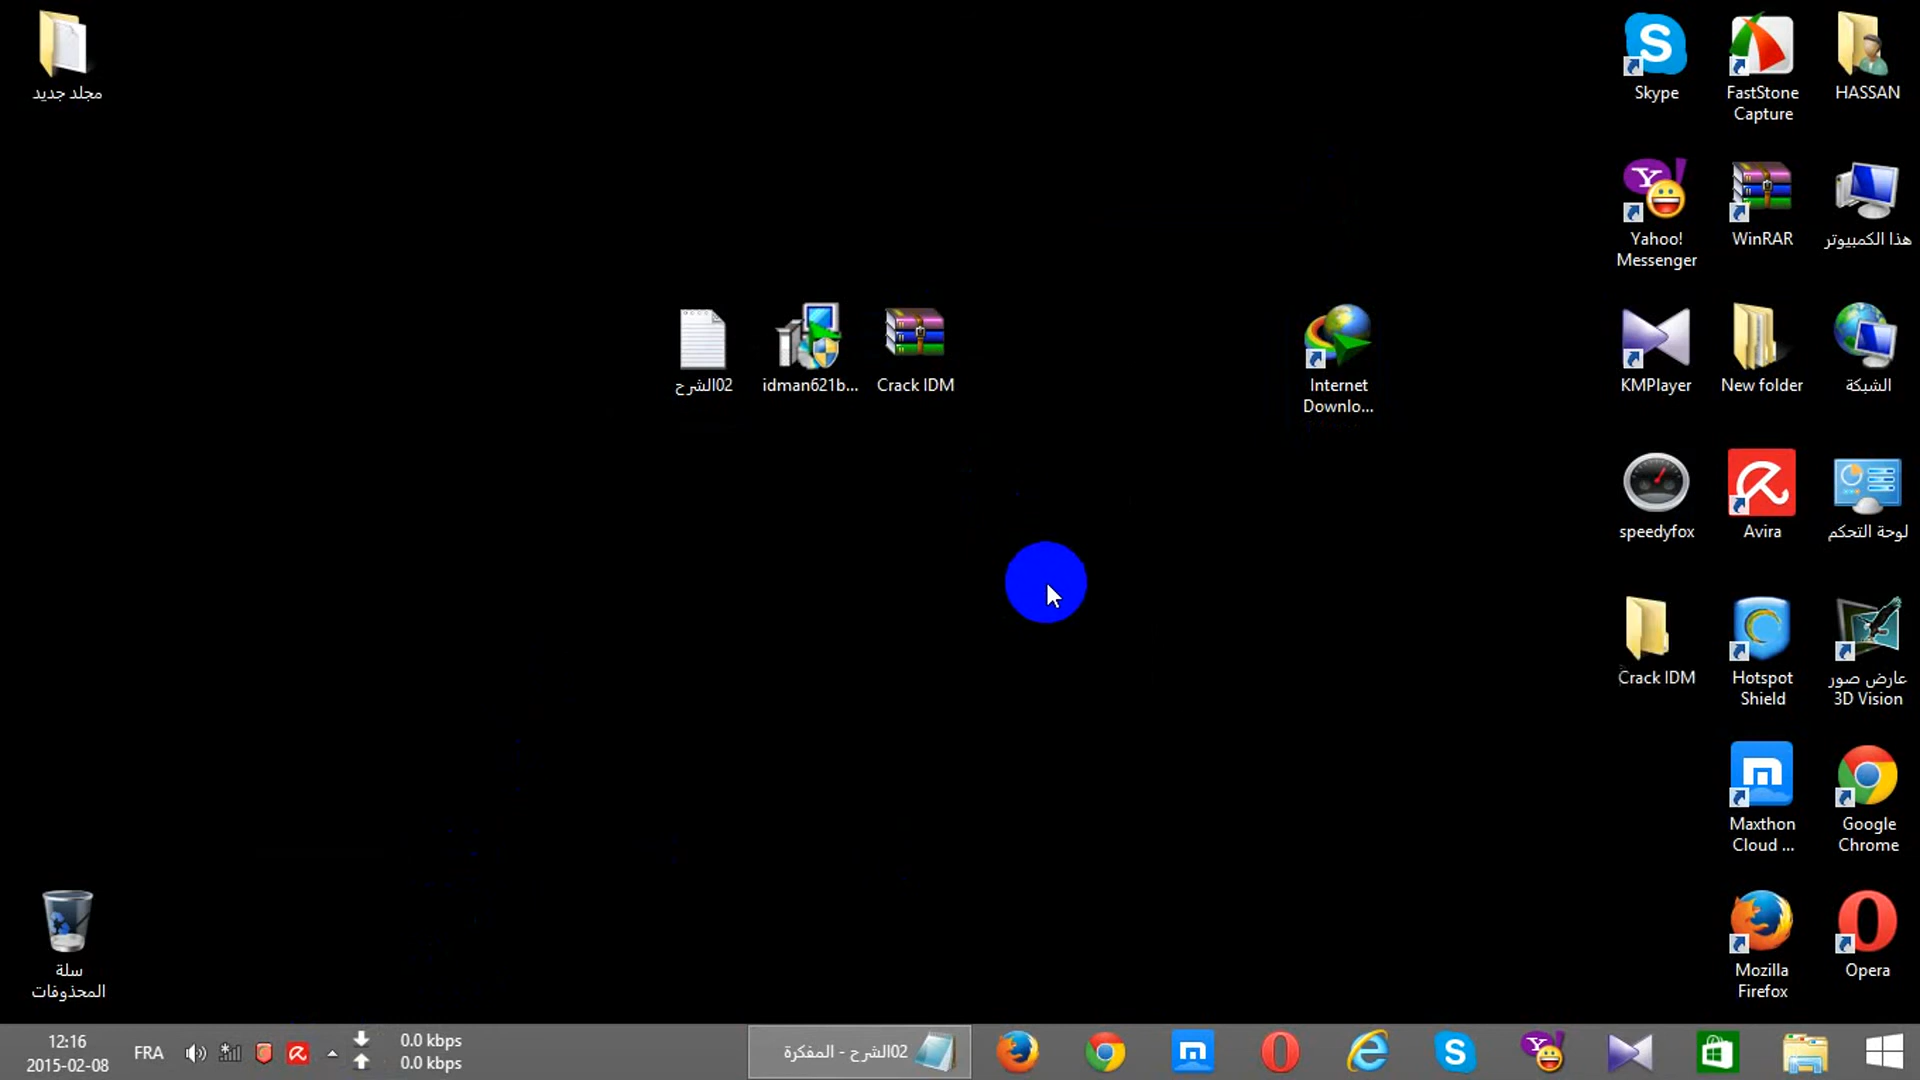 مجلد جديد
Skype
FastStone
Capture
HASSAN
Yahoo!
Messenger
WinRAR
هذا الكمبيوتر
02الشرح
idman621b...
Crack IDM
Internet
Downlo...
KMPlayer
New folder
الشبكة
speedyfox
Avira
لوحة التحكم
Crack IDM
Hotspot
Shield
عارض صور
3D Vision
Maxthon
Cloud ...
Google
Chrome
سلة
المحذوفات
Mozilla
Firefox
Opera
12:16
2015-02-08
FRA
0.0 kbps
0.0 kbps
02الشرح - المفكرة